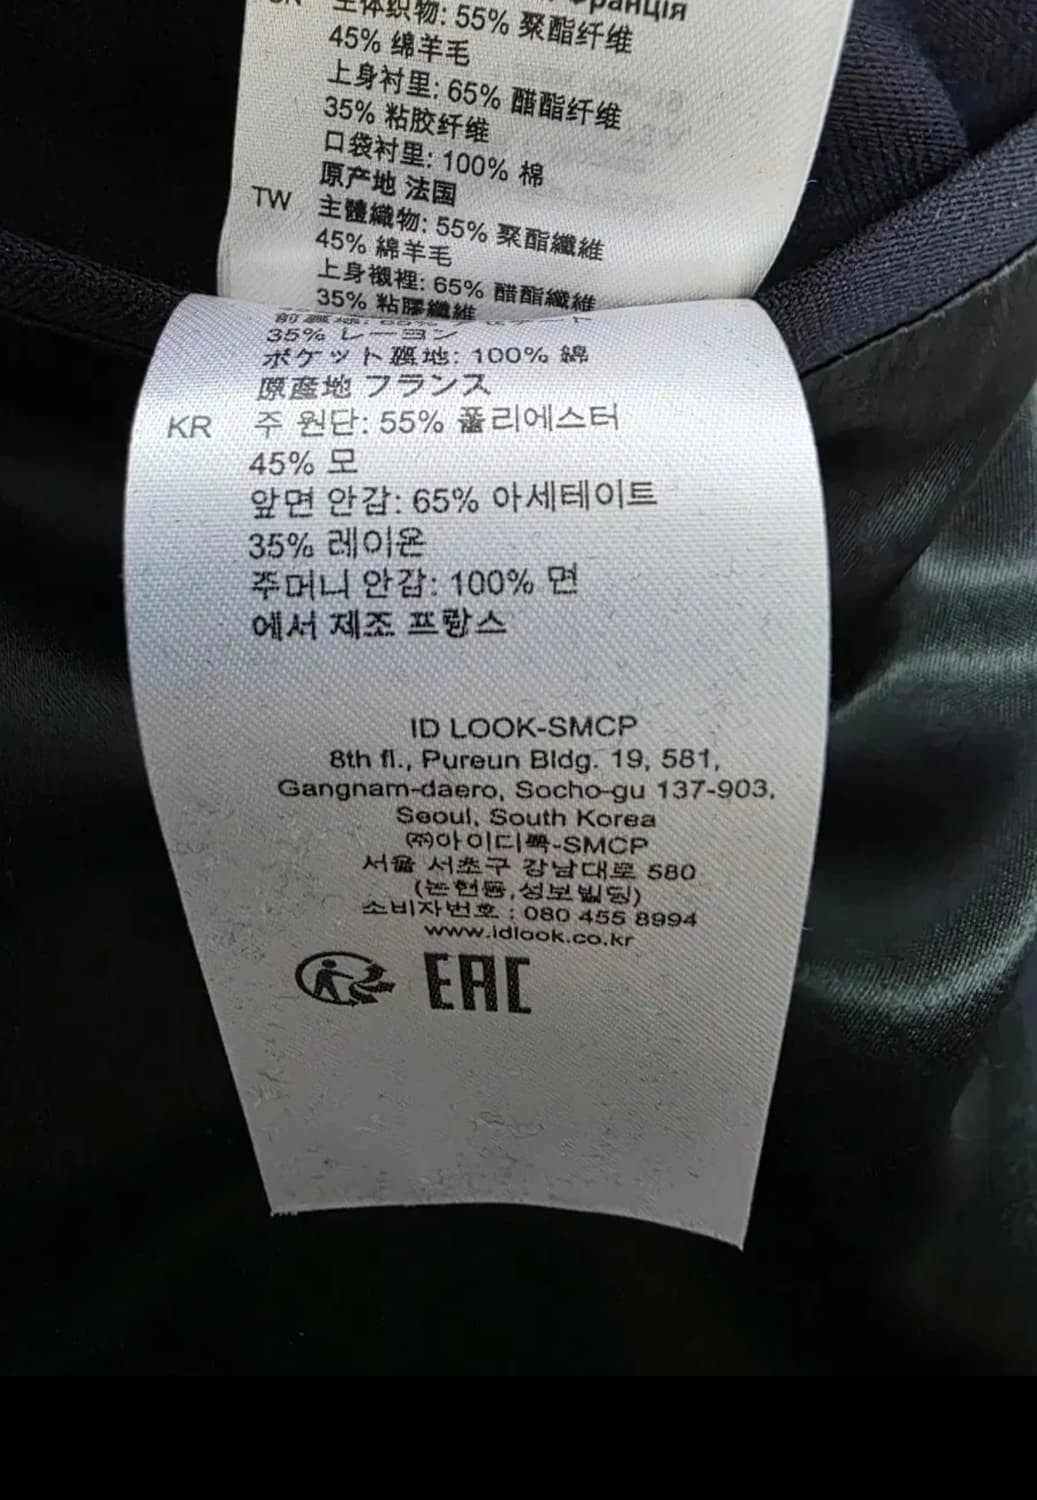 CN 主体织物: 55% 聚酯纤维
45% 绵羊毛
上身衬里: 65% 醋酯纤维
35% 粘胶纤维
口袋衬里: 100% 棉
原产地 法国
TW 主體織物: 55% 聚酯纖維
45% 綿羊毛
上身襯裡: 65% 醋酯纖維
35% 粘膠纖維
35% レーヨン
ポケット裏地: 100% 綿
原産地 フランス
KR 주 원단: 55% 폴리에스터
45% 모
앞면 안감: 65% 아세테이트
35% 레이온
주머니 안감: 100% 면
에서 제조 프랑스
ID LOOK-SMCP
8th fl., Pureun Bldg. 19, 581,
Gangnam-daero, Socho-gu 137-903,
Seoul, South Korea
㈜아이디룩-SMCP
서울 서초구 강남대로 580
(논현동,성보빌딩)
소비자번호 : 080 455 8994
www.idlook.co.kr
EAC